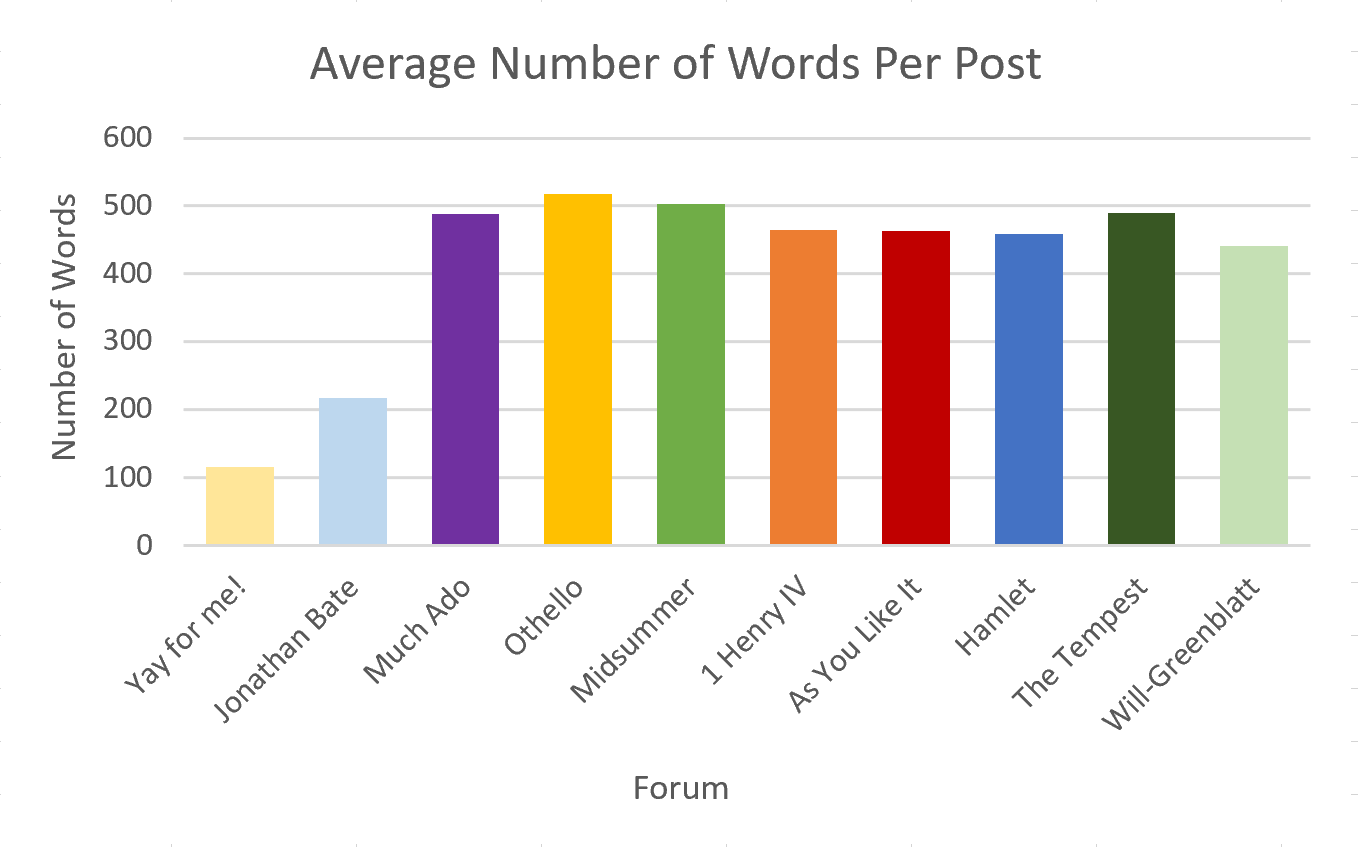 Average Number of Words Per Post
600
500
400
300
200
100
0
Number of Words
Yay for me!
Jonathan Bate
Much Ado
Othello
Midsummer
1 Henry IV
As You Like It
Hamlet
The Tempest
Will-Greenblatt
Forum